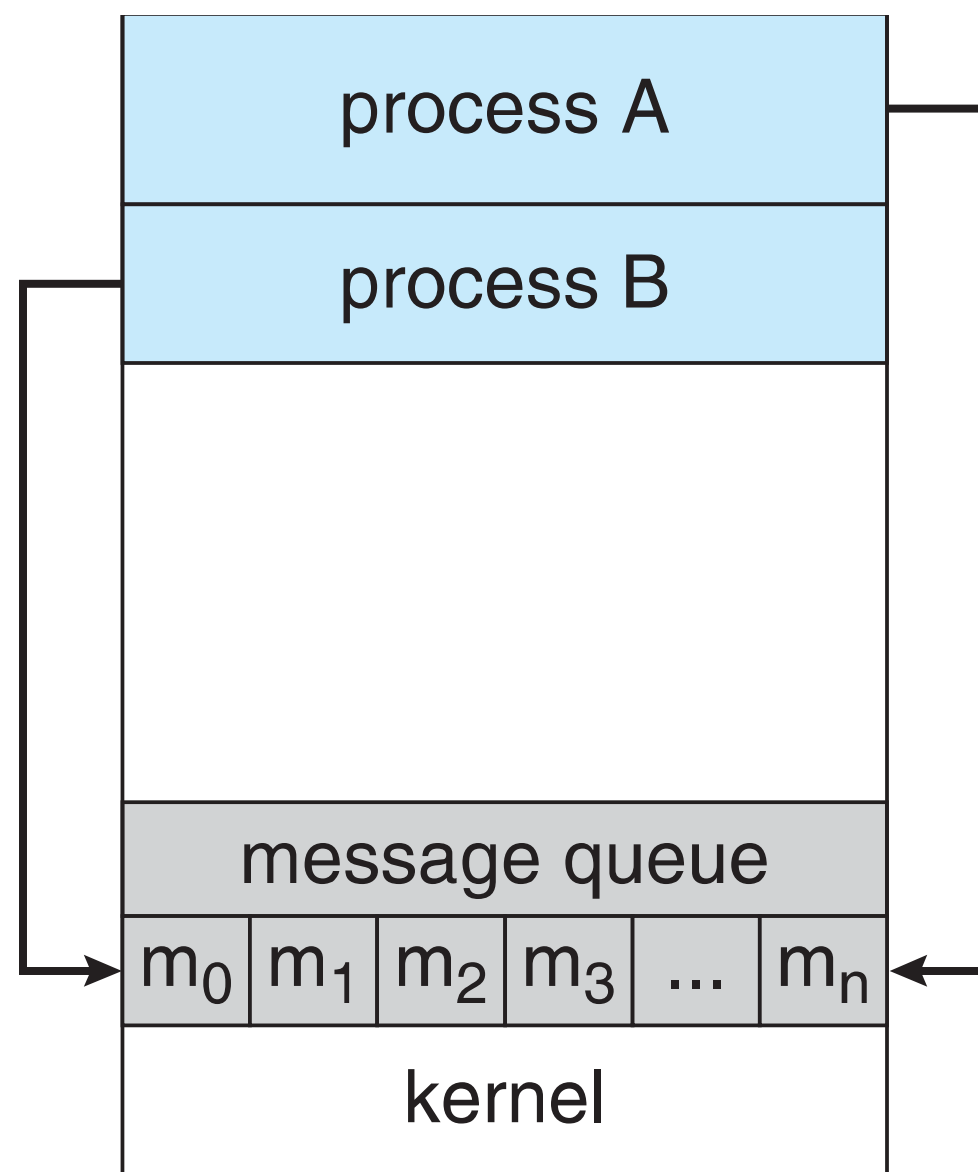 process A
process B
message queue
m₀ m₁ m₂ m₃ ... mₙ
kernel